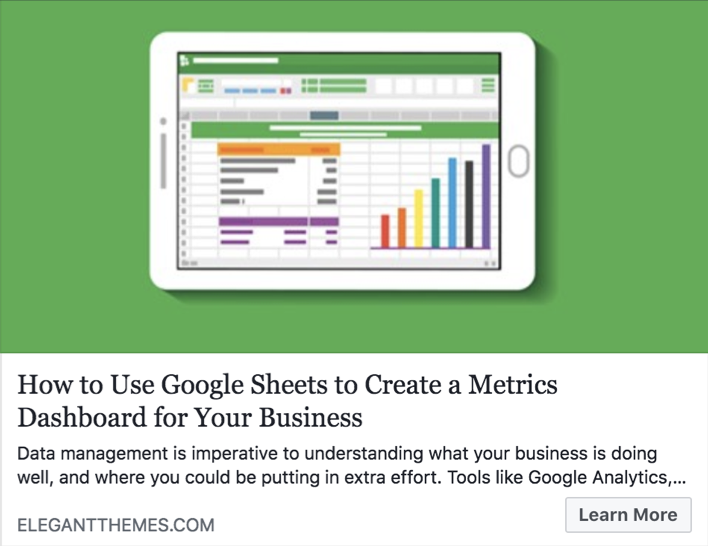 How to Use Google Sheets to Create a Metrics
Dashboard for Your Business
Data management is imperative to understanding what your business is doing
well, and where you could be putting in extra effort. Tools like Google Analytics,...
ELEGANTTHEMES.COM
Learn More